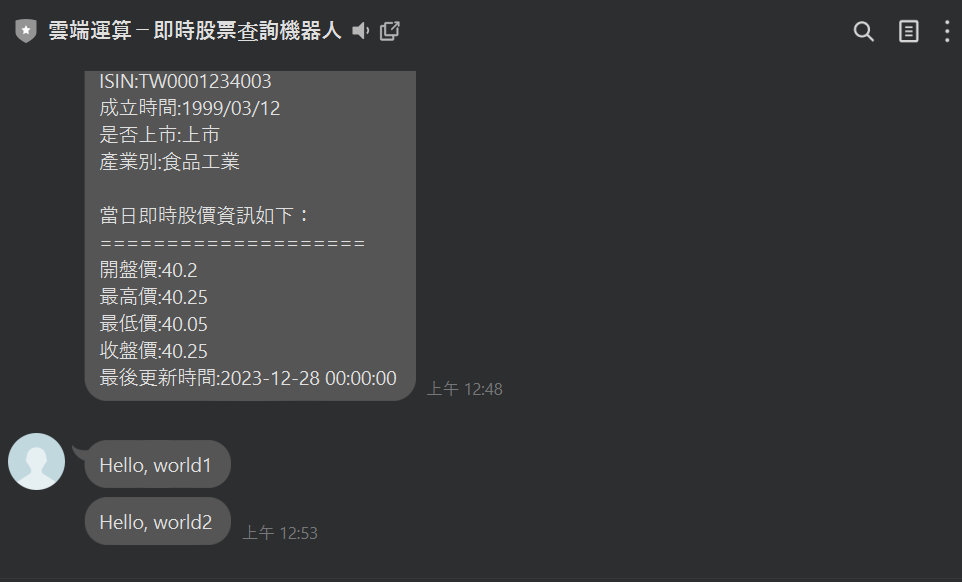 雲端運算－即時股票查詢機器人
ISIN:TW0001234003
成立時間:1999/03/12
是否上市:上市
產業別:食品工業
當日即時股價資訊如下：
====================
開盤價:40.2
最高價:40.25
最低價:40.05
收盤價:40.25
最後更新時間:2023-12-28 00:00:00
上午 12:48
Hello, world1
Hello, world2
上午 12:53